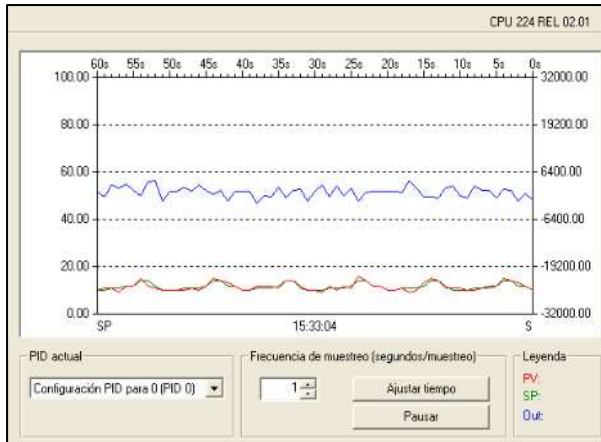 CPU 224 REL 02.01
60s 55s 50s 45s 40s 35s 30s 25s 20s 15s 10s 5s 0s
100.00 32000.00
80.00 19200.00
60.00 6400.00
40.00 -6400.00
20.00 -19200.00
0.00 -32000.00
SP 15:33:04 S
PID actual
Configuración PID para 0 (PID 0)
Frecuencia de muestreo (segundos/muestreo)
1
Ajustar tiempo
Pausar
Leyenda
PV:
SP:
Out: